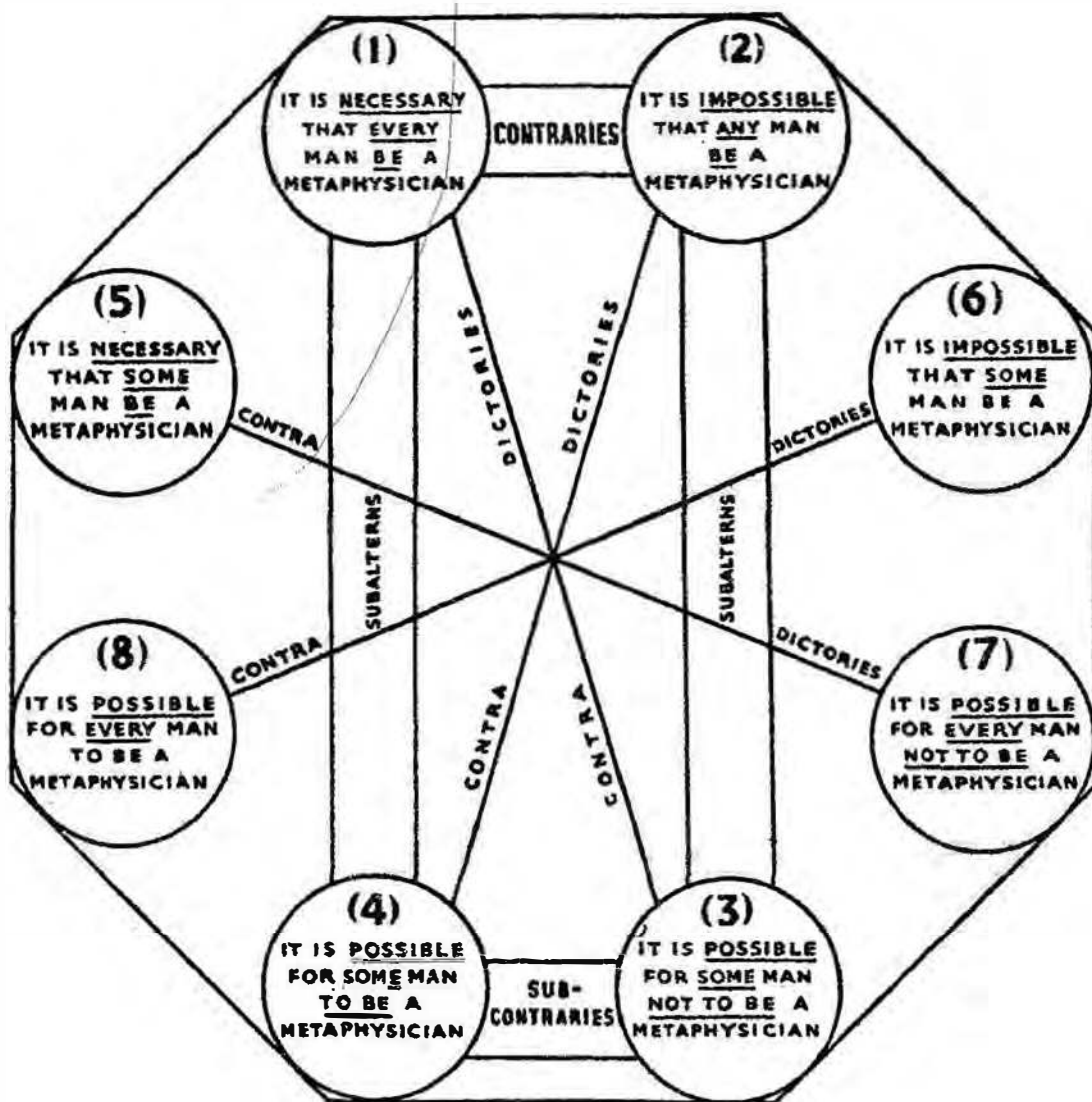 (1)
IT IS NECESSARY
THAT EVERY
MAN BE A
METAPHYSICIAN
CONTRARIES
(2)
IT IS IMPOSSIBLE
THAT ANY MAN
BE A
METAPHYSICIAN
(5)
IT IS NECESSARY
THAT SOME
MAN BE A
METAPHYSICIAN
(6)
IT IS IMPOSSIBLE
THAT SOME
MAN BE A
METAPHYSICIAN
DICTORIES
DICTORIES
CONTRA
DICTORIES
SUBALTERNS
SUBALTERNS
CONTRA
DICTORIES
CONTRA
CONTRA
(8)
IT IS POSSIBLE
FOR EVERY MAN
TO BE A
METAPHYSICIAN
(7)
IT IS POSSIBLE
FOR EVERY MAN
NOT TO BE A
METAPHYSICIAN
(4)
IT IS POSSIBLE
FOR SOME MAN
TO BE A
METAPHYSICIAN
SUB-
CONTRARIES
(3)
IT IS POSSIBLE
FOR SOME MAN
NOT TO BE A
METAPHYSICIAN